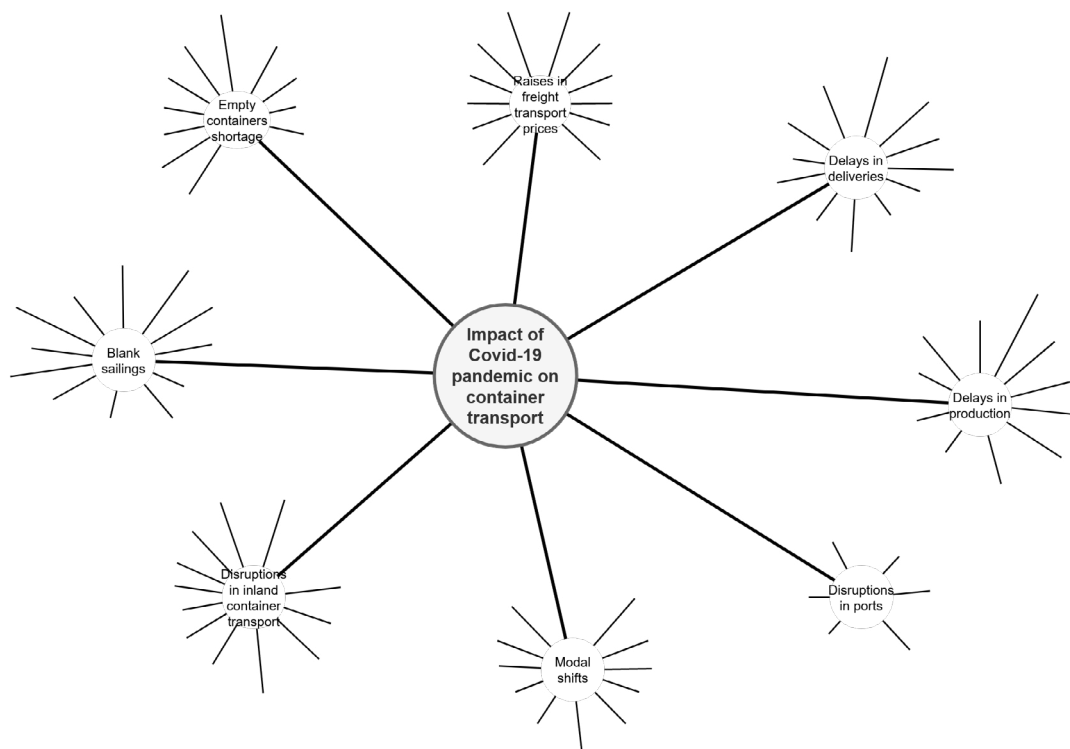 Empty
containers
shortage
Raises in
freight
transport
prices
Delays in
deliveries
Impact of
Covid-19
pandemic on
container
transport
Blank
sailings
Delays in
production
Disruptions
in inland
container
transport
Modal
shifts
Disruptions
in ports